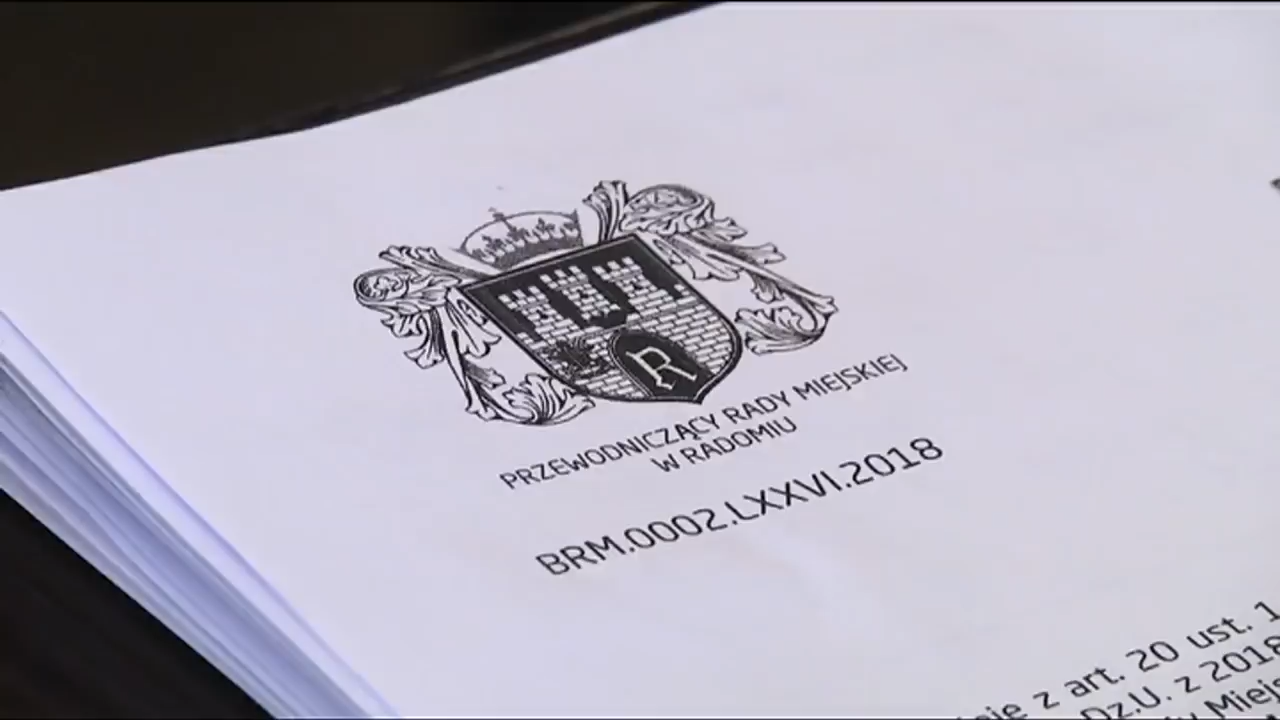 R
PRZEWODNICZĄCY RADY MIEJSKIEJ
W RADOMIU
BRM.0002.LXXVI.2018
z art. 20 ust. 1
Dz.U. z 2018